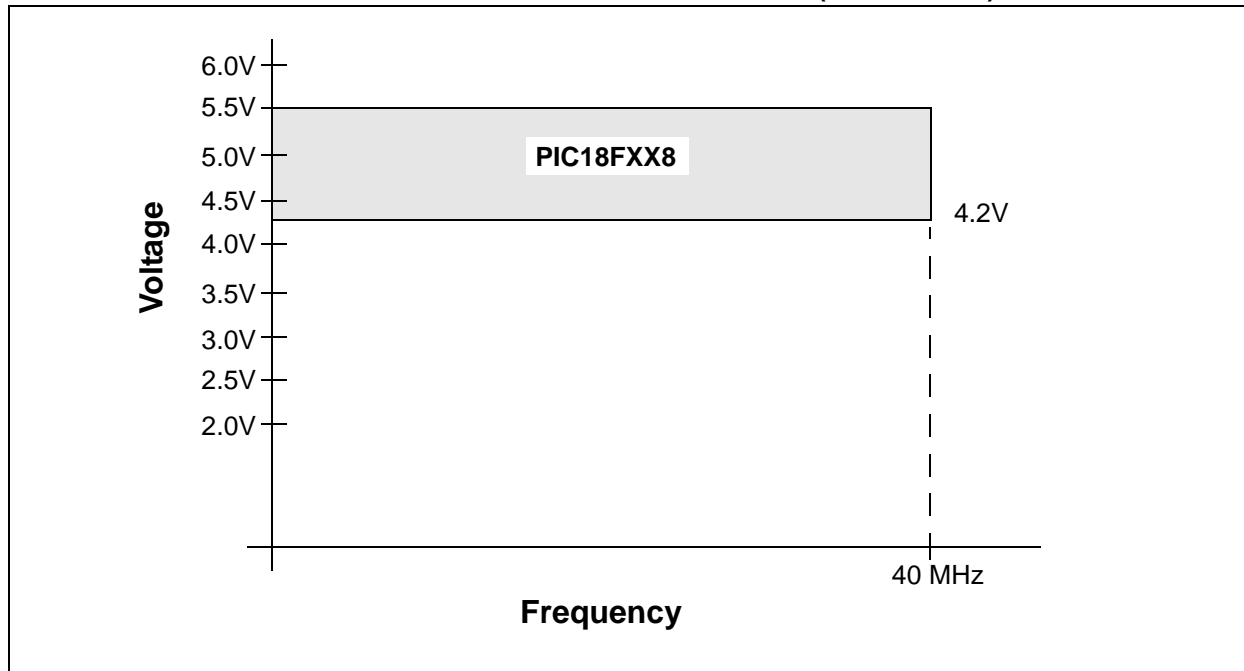 6.0V
5.5V
5.0V
4.5V
4.0V
3.5V
3.0V
2.5V
2.0V
Voltage
PIC18FXX8
4.2V
40 MHz
Frequency